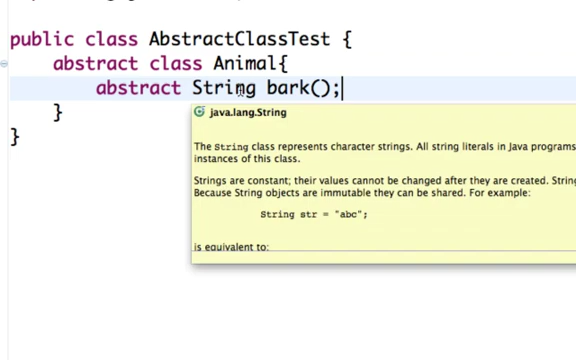 public class AbstractClassTest {
abstract class Animal{
abstract String bark();
}
}
java.lang.String
The String class represents character strings. All string literals in Java programs
instances of this class.
Strings are constant; their values cannot be changed after they are created. String
Because String objects are immutable they can be shared. For example:
String str = "abc";
is equivalent to: